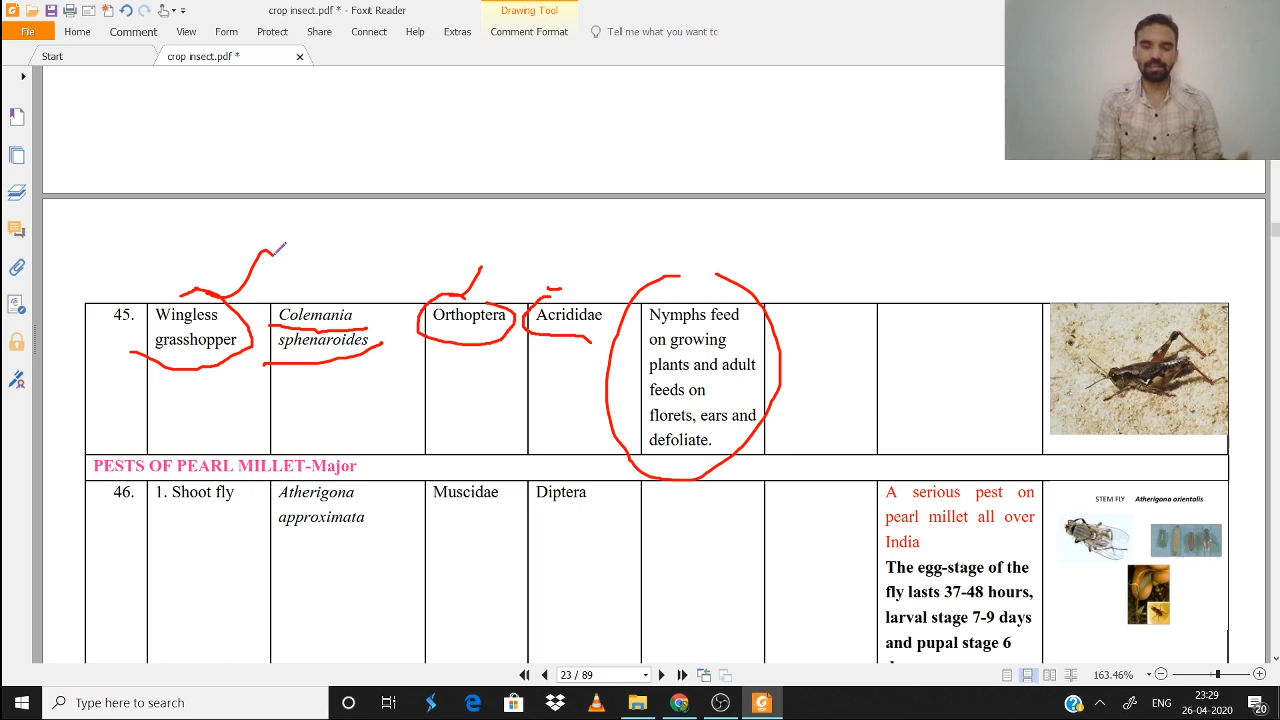 crop insect.pdf * - Foxit Reader
Drawing Tool
File
Home
Comment
View
Form
Protect
Share
Connect
Help
Extras
Comment Format
Tell me what you want tc
Start
crop insect.pdf *
45.
Wingless
grasshopper
Colemania
sphenaroides
Orthoptera
Acrididae
Nymphs feed
on growing
plants and adult
feeds on
florets, ears and
defoliate.
PESTS OF PEARL MILLET-Major
46.
1. Shoot fly
Atherigona
approximata
Muscidae
Diptera
A serious pest on
pearl millet all over
India
The egg-stage of the
fly lasts 37-48 hours,
larval stage 7-9 days
and pupal stage 6
STEM FLY Atherigona orientalis
23 / 89
163.46%
Type here to search
ENG
23:29
26-04-2020
20